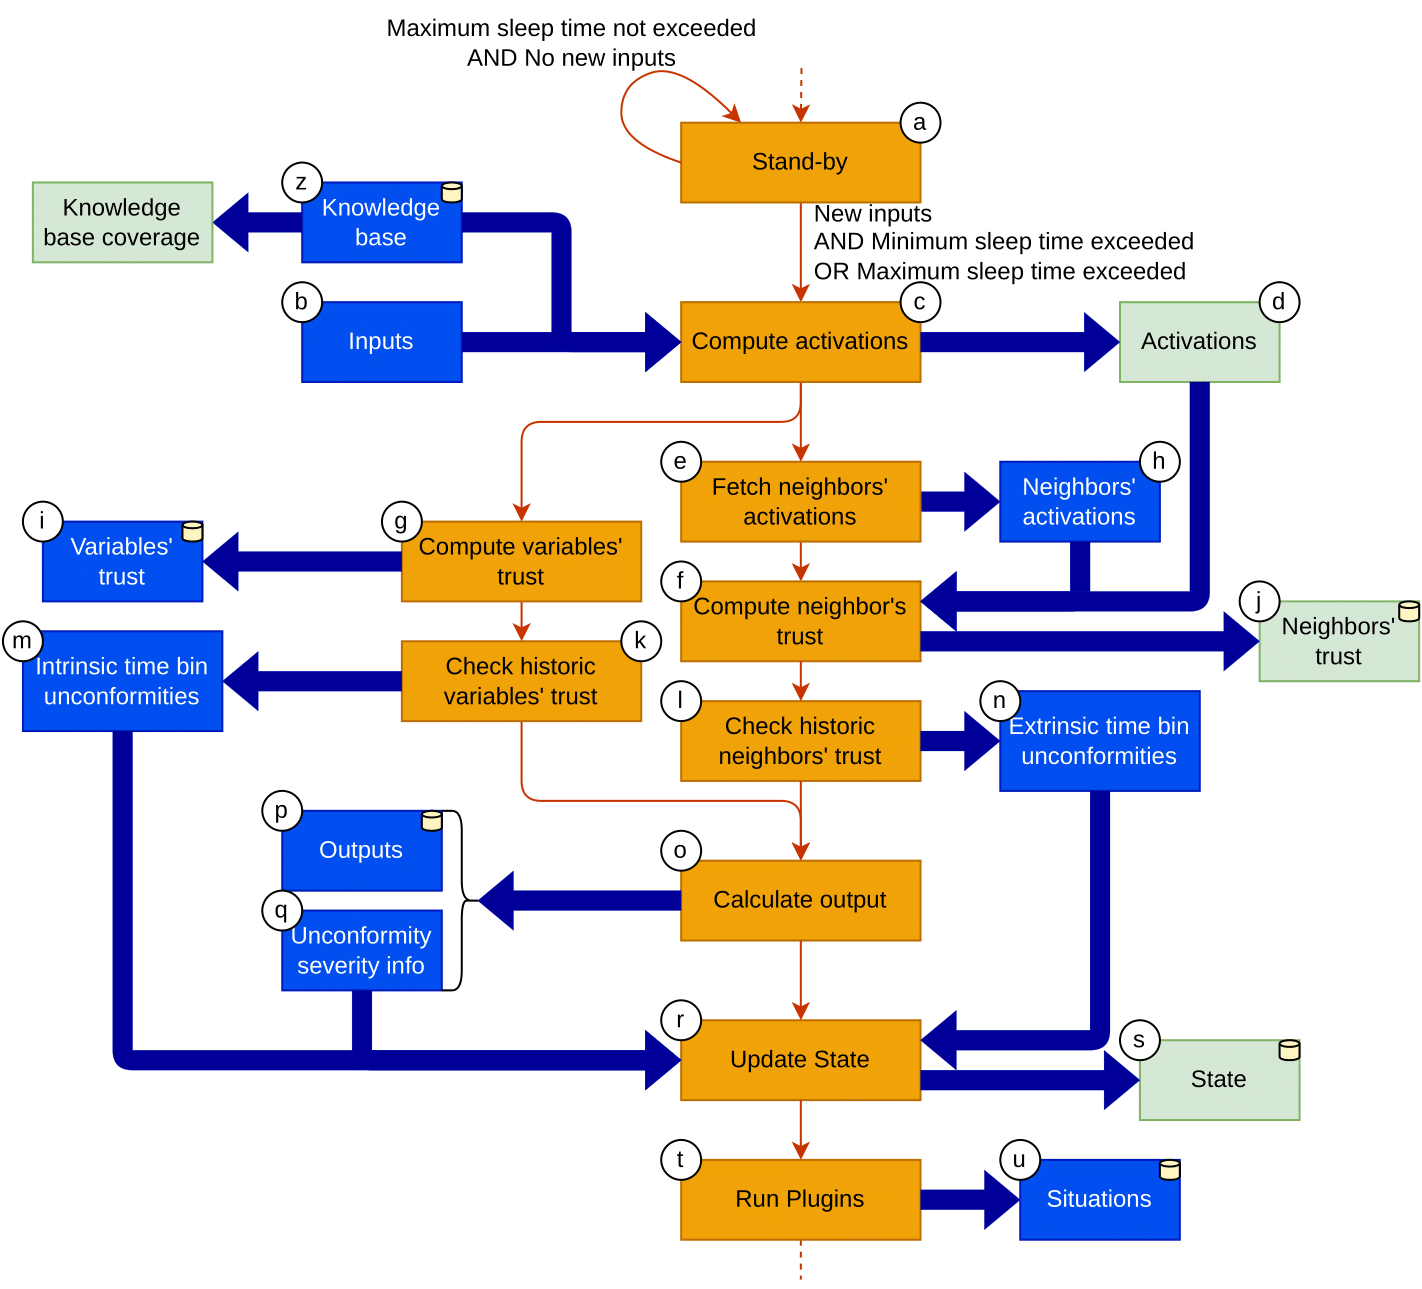 Maximum sleep time not exceeded
AND No new inputs
a
Stand-by
z
Knowledge
base
Knowledge
base coverage
New inputs
AND Minimum sleep time exceeded
OR Maximum sleep time exceeded
b
Inputs
c
Compute activations
d
Activations
e
Fetch neighbors'
activations
h
Neighbors'
activations
i
Variables'
trust
g
Compute variables'
trust
f
Compute neighbor's
trust
j
Neighbors'
trust
m
Intrinsic time bin
unconformities
k
Check historic
variables' trust
l
Check historic
neighbors' trust
n
Extrinsic time bin
unconformities
p
Outputs
o
Calculate output
q
Unconformity
severity info
r
Update State
s
State
t
Run Plugins
u
Situations